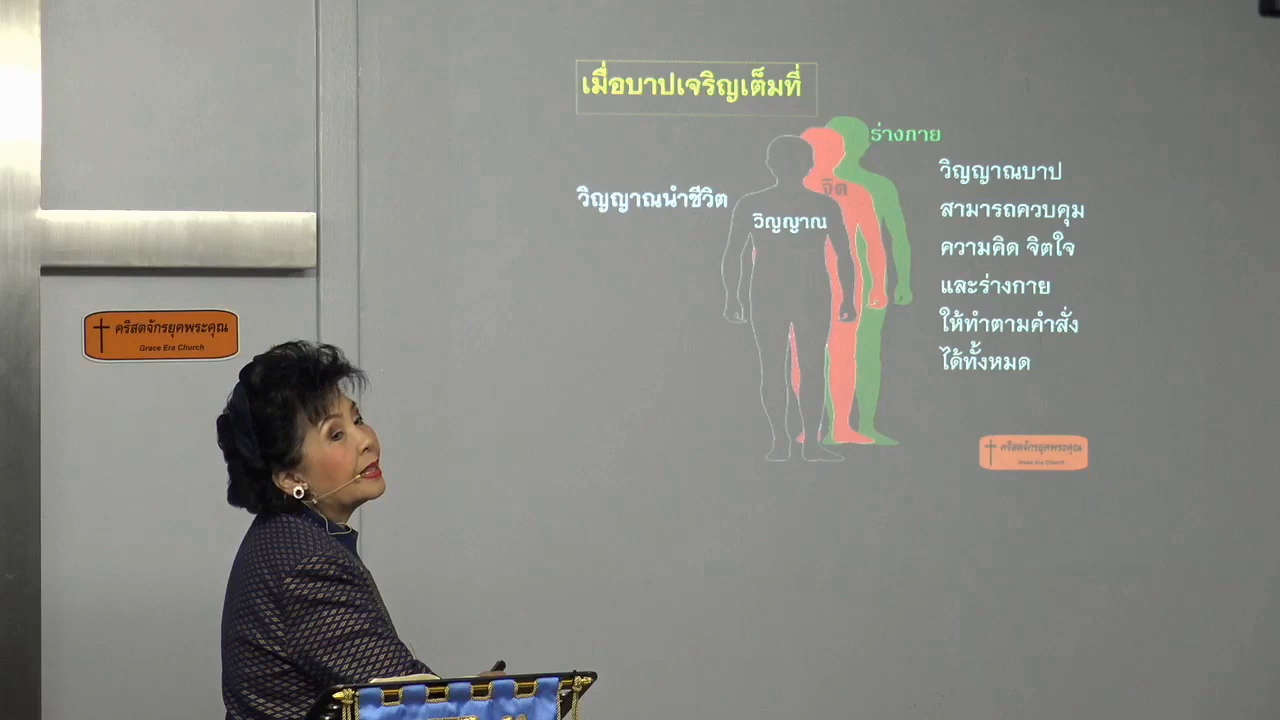 เมื่อบาปเจริญเต็มที่
ร่างกาย
จิต
วิญญาณนำชีวิต
วิญญาณ
วิญญาณบาป
สามารถควบคุม
ความคิด จิตใจ
และร่างกาย
ให้ทำตามคำสั่ง
ได้ทั้งหมด
คริสตจักรยุคพระคุณ
Grace Era Church
คริสตจักรยุคพระคุณ
Grace Era Church